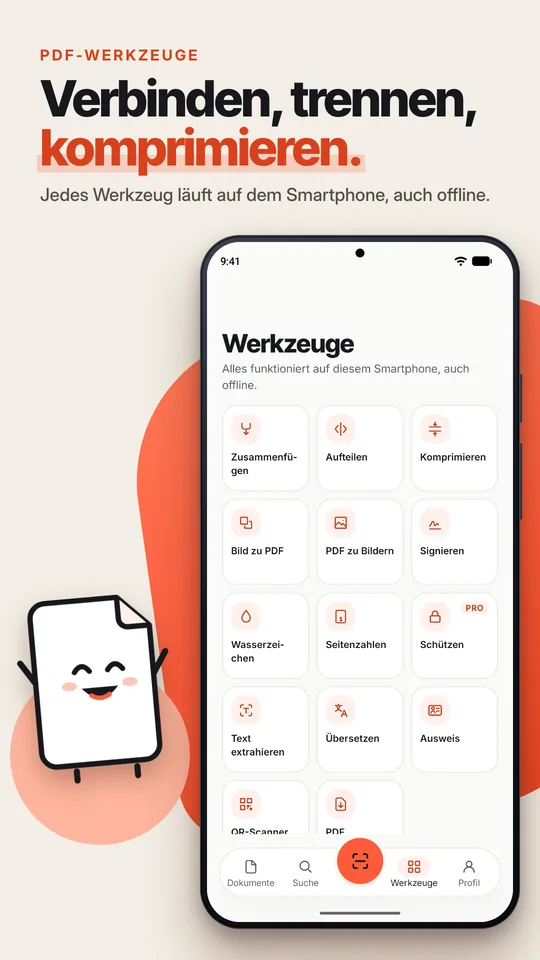 PDF-WERKZEUGE
Verbinden, trennen,
komprimieren.
Jedes Werkzeug läuft auf dem Smartphone, auch offline.
9:41
Werkzeuge
Alles funktioniert auf diesem Smartphone, auch
offline.
Zusammenfü-
gen
Aufteilen
Komprimieren
Bild zu PDF
PDF zu Bildern
Signieren
Wasserzei-
chen
Seitenzahlen
PRO
Schützen
Text
extrahieren
Übersetzen
Ausweis
QR-Scanner
PDF
Dokumente
Suche
Werkzeuge
Profil